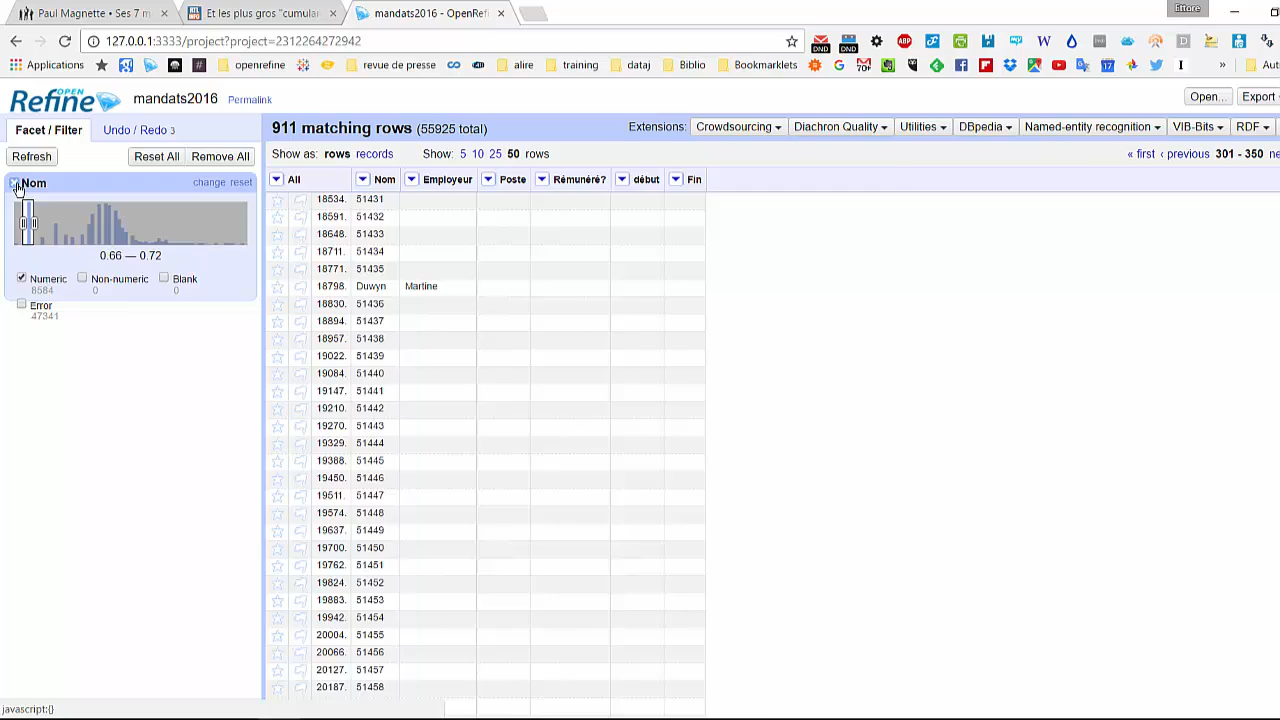 Paul Magnette • Ses 7 m
Et les plus gros "cumular
mandats2016 - OpenRefi
Ettore
127.0.0.1:3333/project?project=2312264272942
Applications
openrefine
revue de presse
alire
training
dataj
Biblio
Bookmarklets
Aut
OPEN
Refine
mandats2016
Permalink
Open...
Export
Facet / Filter
Undo / Redo 3
911 matching rows (55925 total)
Extensions:
Crowdsourcing
Diachron Quality
Utilities
DBpedia
Named-entity recognition
VIB-Bits
RDF
Refresh
Reset All
Remove All
Show as: rows records
Show: 5 10 25 50 rows
« first ‹ previous 301 - 350 ne
Nom
change reset
All Nom Employeur Poste Rémunéré? début Fin
0.66 — 0.72
Numeric
8584
Non-numeric
0
Blank
0
Error
47341
18534. 51431
18591. 51432
18648. 51433
18711. 51434
18771. 51435
18798. Duwyn Martine
18830. 51436
18894. 51437
18957. 51438
19022. 51439
19084. 51440
19147. 51441
19210. 51442
19270. 51443
19329. 51444
19388. 51445
19450. 51446
19511. 51447
19574. 51448
19637. 51449
19700. 51450
19762. 51451
19824. 51452
19883. 51453
19942. 51454
20004. 51455
20066. 51456
20127. 51457
20187. 51458
javascript:{}